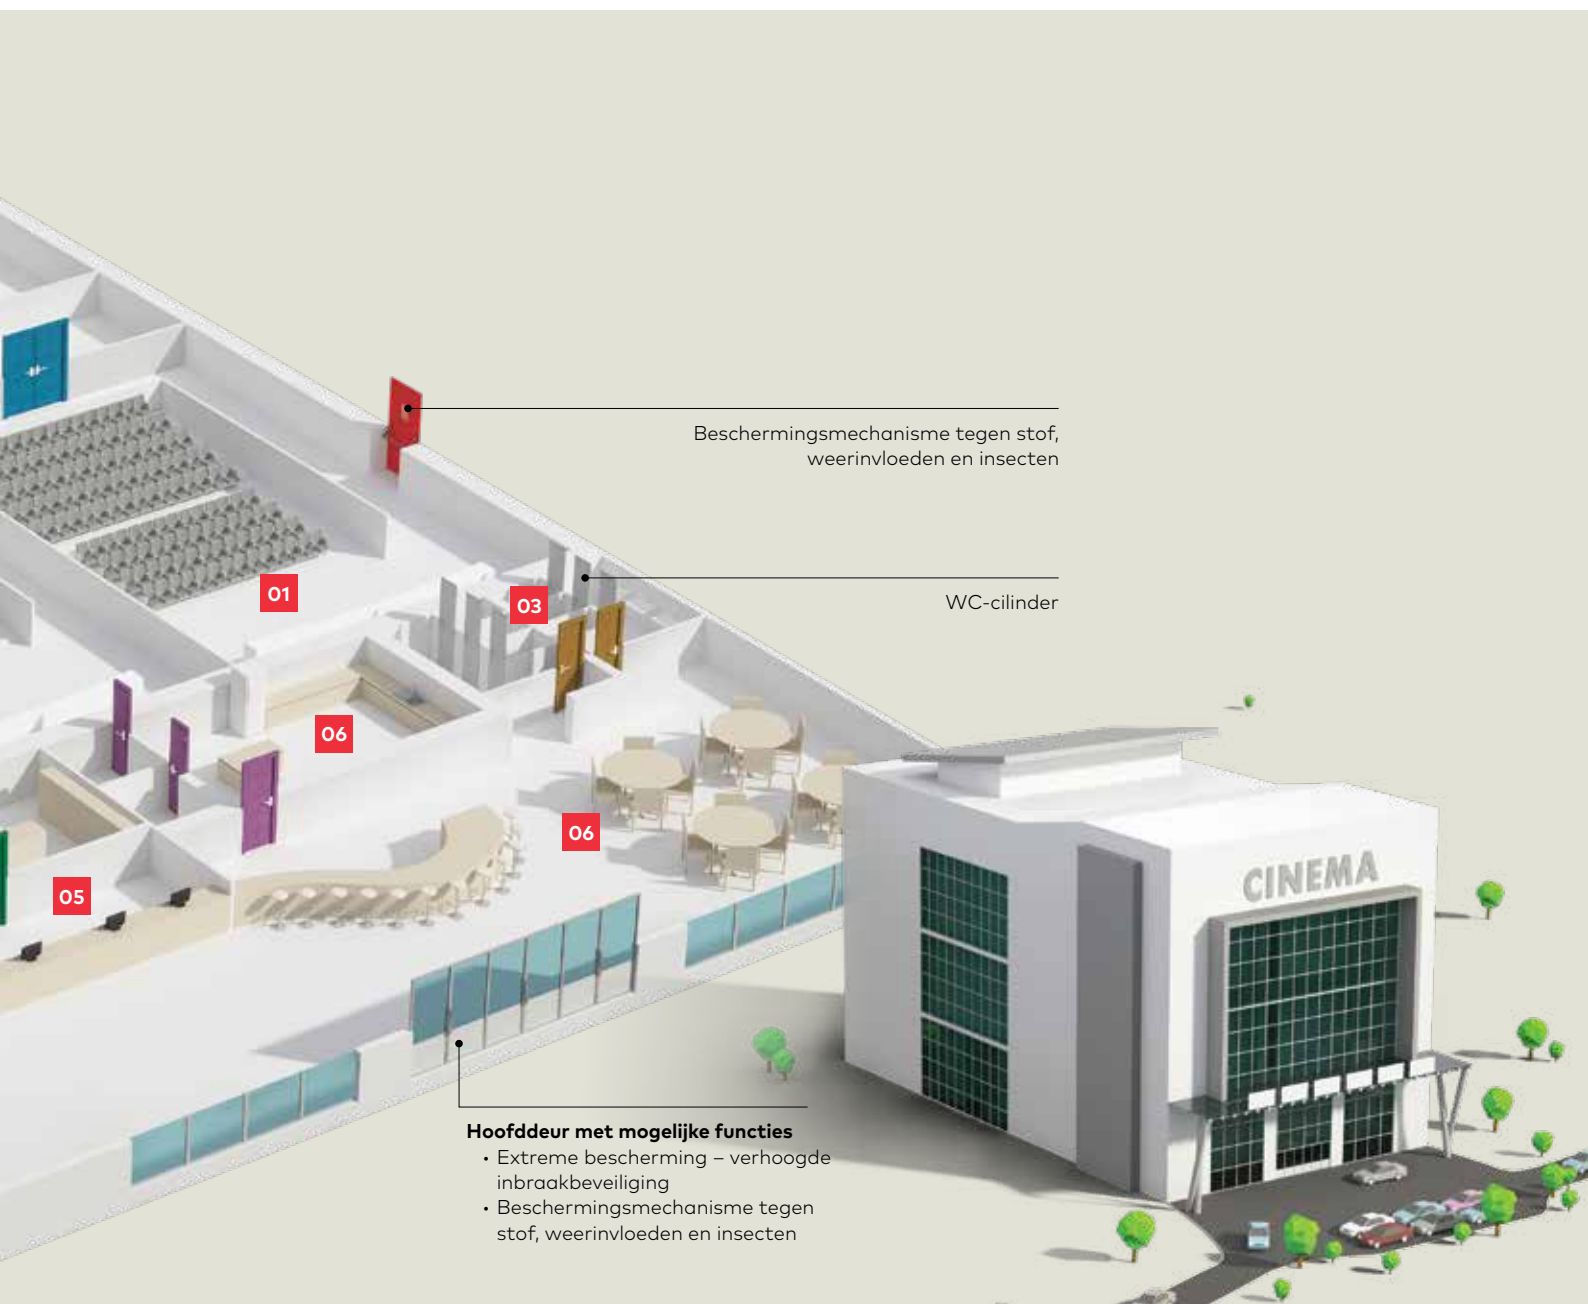 Beschermingsmechanisme tegen stof,
weerinvloeden en insecten
01
03
WC-cilinder
06
06
05
CINEMA
Hoofddeur met mogelijke functies
• Extreme bescherming – verhoogde
inbraakbeveiliging
• Beschermingsmechanisme tegen
stof, weerinvloeden en insecten